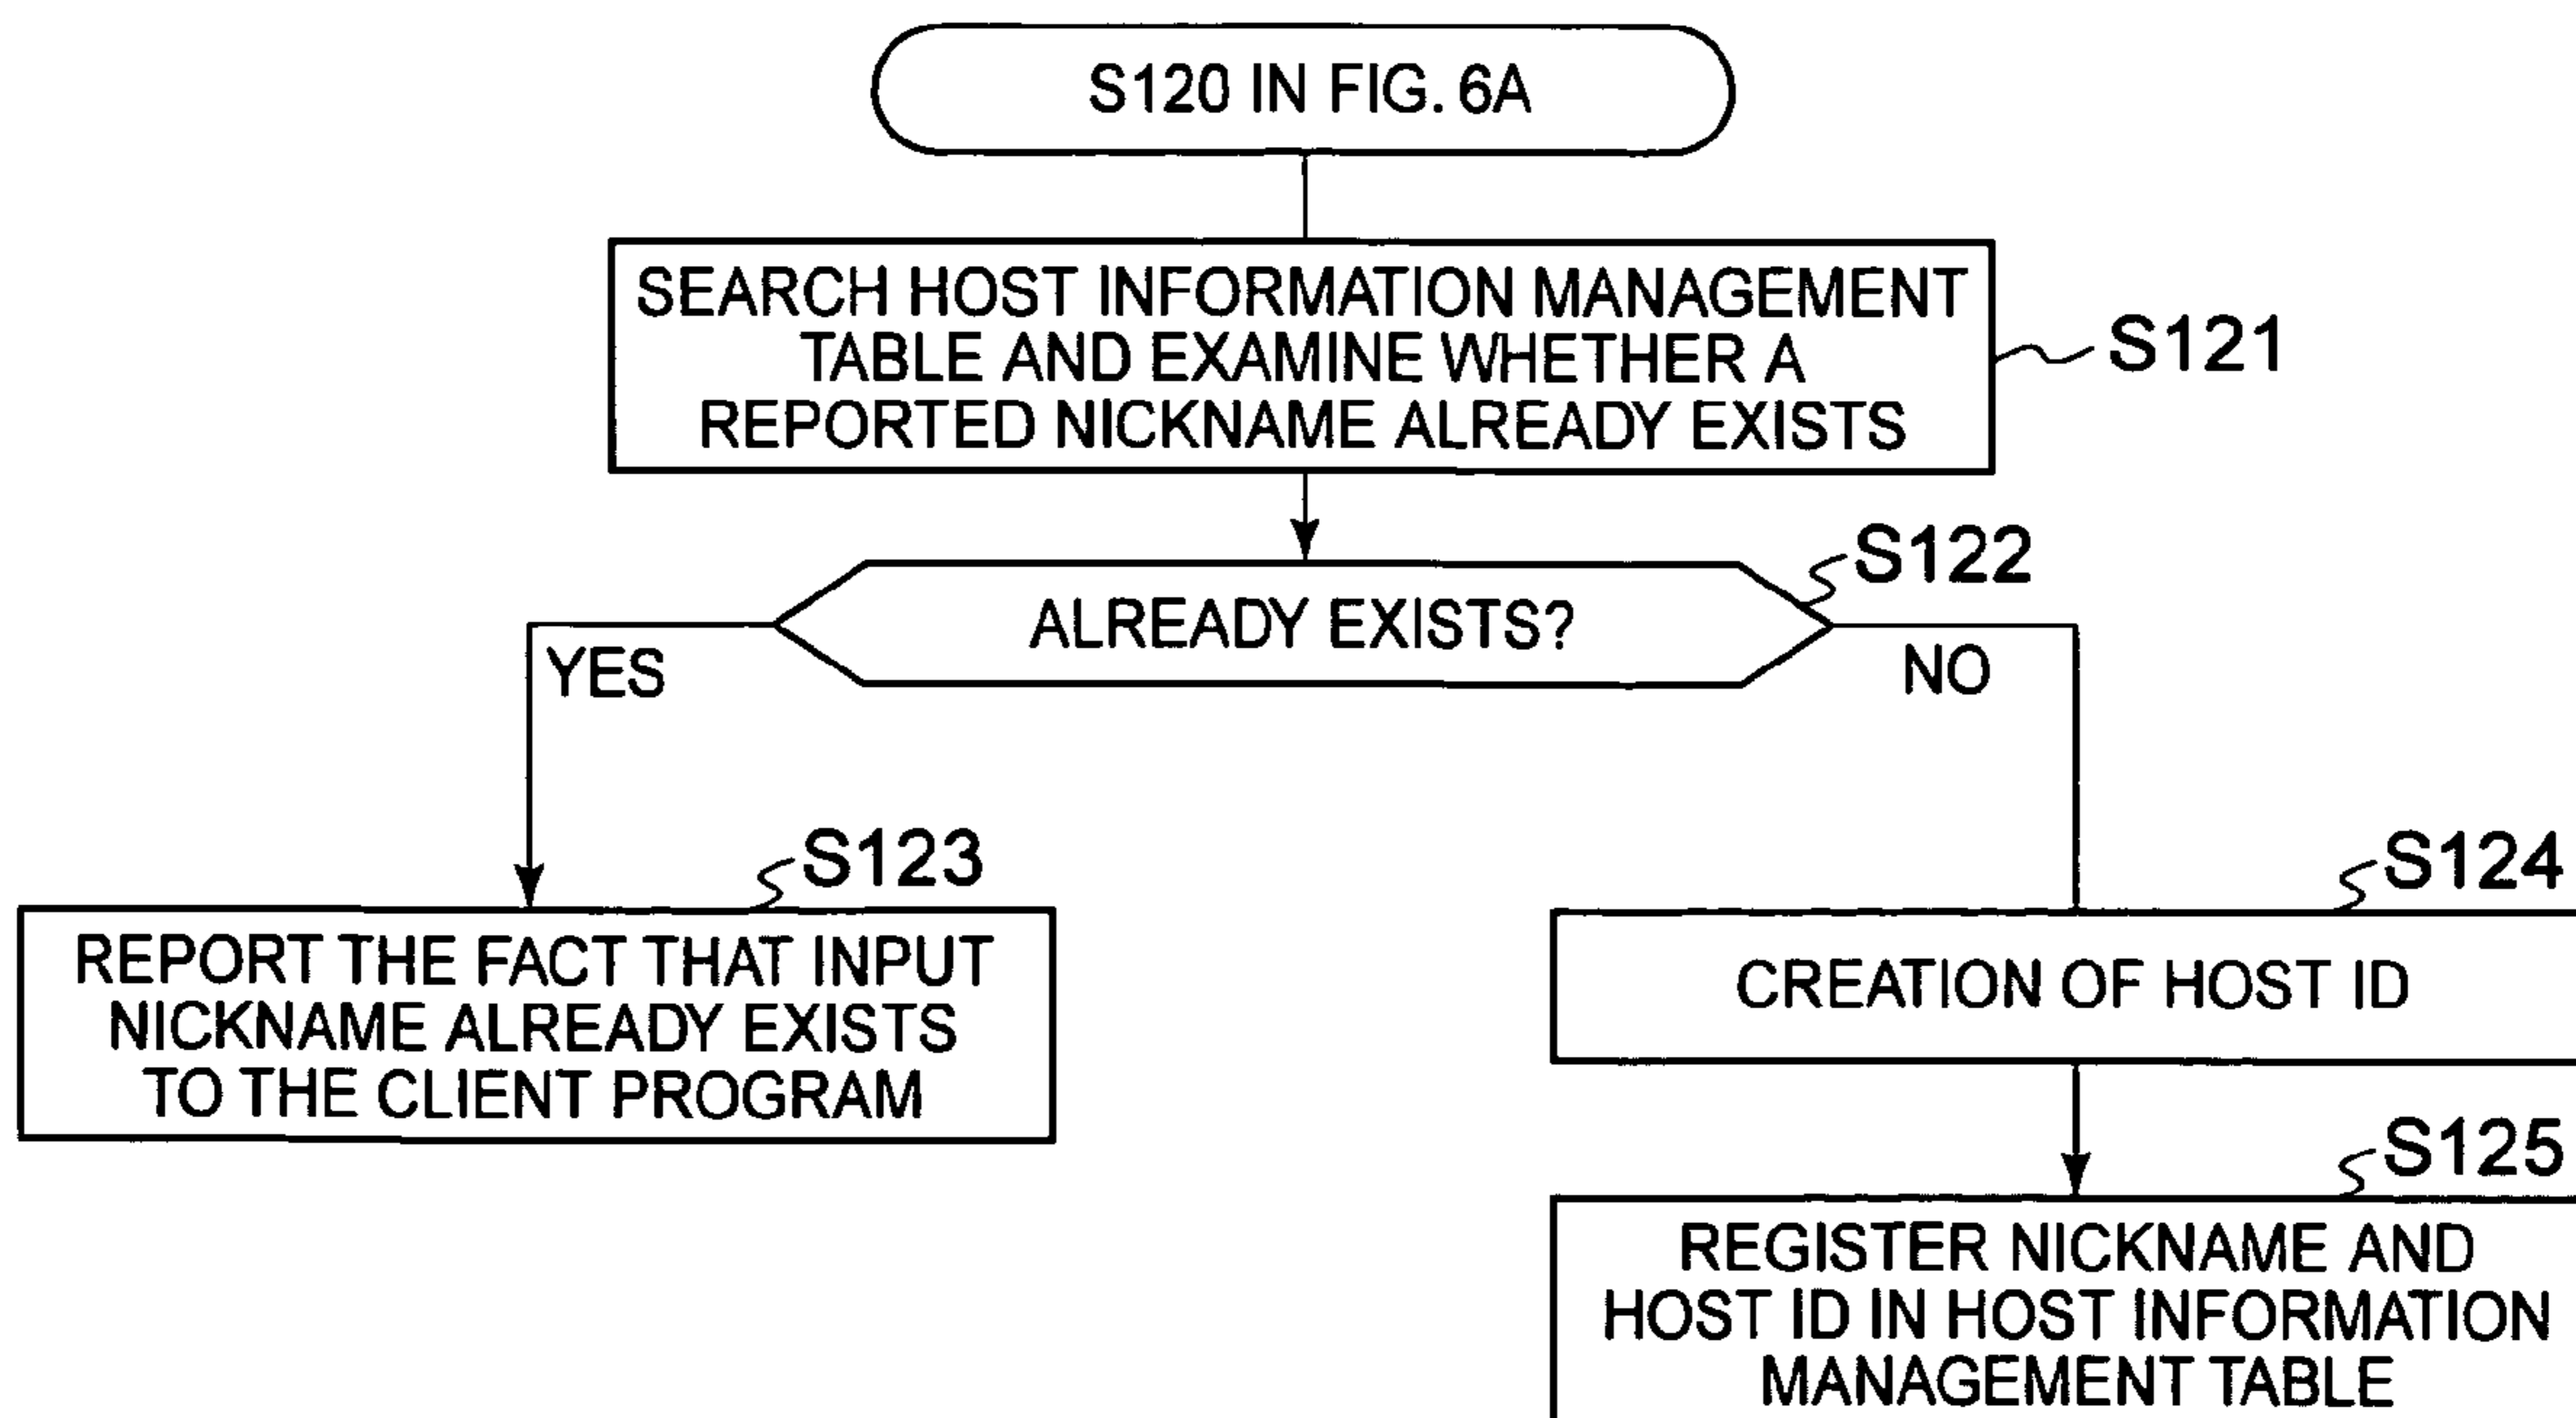 S120 IN FIG. 6A
SEARCH HOST INFORMATION MANAGEMENT
TABLE AND EXAMINE WHETHER A
REPORTED NICKNAME ALREADY EXISTS
S121
S122
ALREADY EXISTS?
YES
NO
S123
REPORT THE FACT THAT INPUT
NICKNAME ALREADY EXISTS
TO THE CLIENT PROGRAM
S124
CREATION OF HOST ID
S125
REGISTER NICKNAME AND
HOST ID IN HOST INFORMATION
MANAGEMENT TABLE